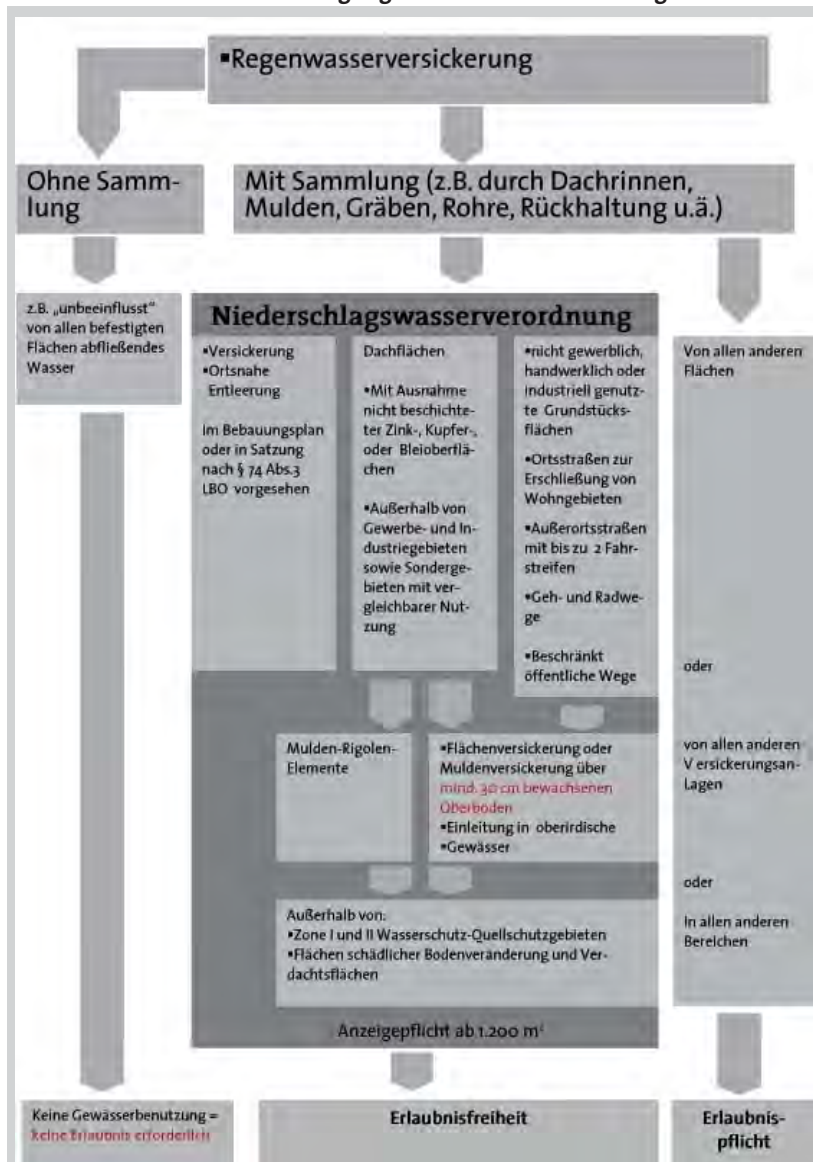 ▪Regenwasserversickerung
Ohne Samm-
lung
Mit Sammlung (z.B. durch Dachrinnen,
Mulden, Gräben, Rohre, Rückhaltung u.ä.)
z.B. „unbeeinflusst“
von allen befestigten
Flächen abfließendes
Wasser
Niederschlagswasserverordnung
▪Versickerung
▪Ortsnahe
Entleerung
Im Bebauungsplan
oder in Satzung
nach § 74 Abs.3
LBO vorgesehen
Dachflächen
▪Mit Ausnahme
nicht beschichte-
ter Zink-, Kupfer-,
oder Bleioberflä-
chen
▪Außerhalb von
Gewerbe- und In-
dustriegebieten
sowie Sonderge-
bieten mit ver-
gleichbarer Nut-
zung
▪nicht gewerblich,
handwerklich oder
industriell genutz-
te Grundstücks-
flächen
▪Ortsstraßen zur
Erschließung von
Wohngebieten
▪Außerortsstraßen
mit bis zu 2 Fahr-
streifen
▪Geh- und Radwe-
ge
▪Beschränkt
öffentliche Wege
Von allen anderen
Flächen
oder
von allen anderen
V ersickerungsan-
Lagen
oder
In allen anderen
Bereichen
Mulden-Rigolen-
Elemente
▪Flächenversickerung oder
Muldenversickerung über
mind. 30 cm bewachsenen
Oberboden
▪Einleitung in oberirdische
▪Gewässer
Außerhalb von:
▪Zone I und II Wasserschutz-Quellschutzgebieten
▪Flächen schädlicher Bodenveränderung und Ver-
dachtsflächen
Anzeigepflicht ab 1.200 m²
Keine Gewässerbenutzung =
keine Erlaubnis erforderlich
Erlaubnisfreiheit
Erlaubnis-
pflicht